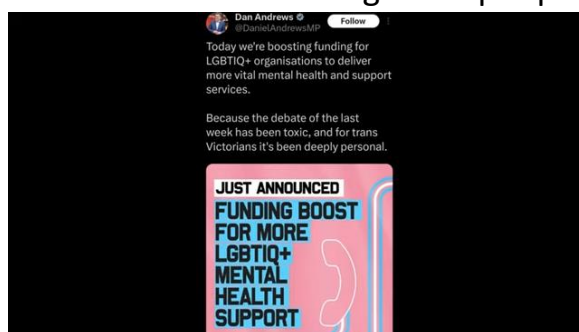 Dan Andrews
@DanielAndrewsMP
Follow
Today we're boosting funding for
LGBTIQ+ organisations to deliver
more vital mental health and support
services.
Because the debate of the last
week has been toxic, and for trans
Victorians it's been deeply personal.
JUST ANNOUNCED
FUNDING BOOST
FOR MORE
LGBTIQ+
MENTAL
HEALTH
SUPPORT